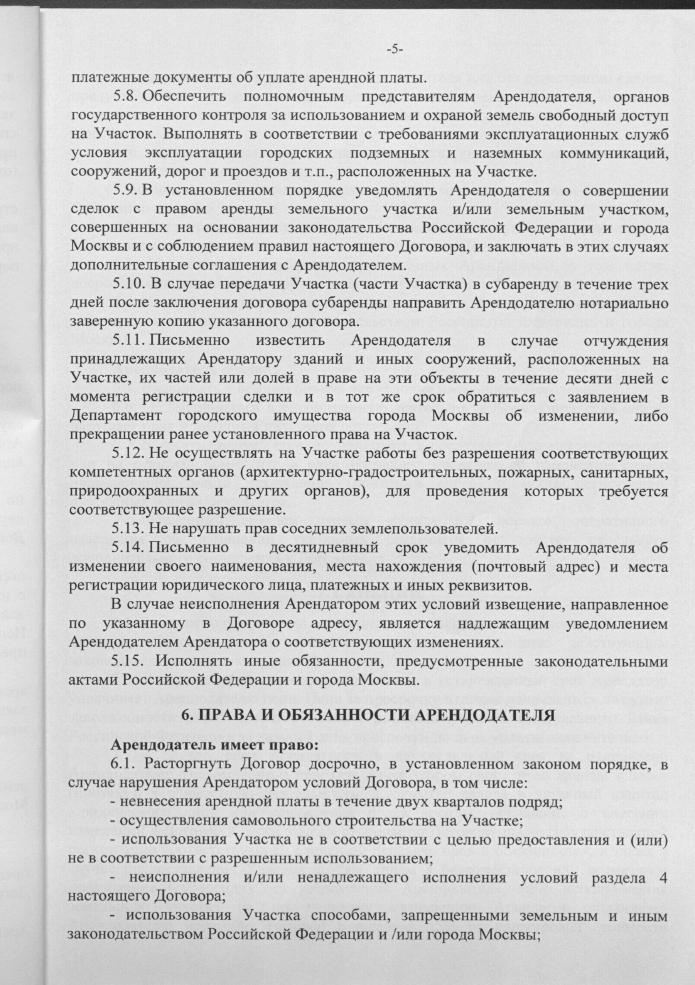 -5-
платежные документы об уплате арендной платы.
5.8. Обеспечить полномочным представителям Арендодателя, органов
государственного контроля за использованием и охраной земель свободный доступ
на Участок. Выполнять в соответствии с требованиями эксплуатационных служб
условия эксплуатации городских подземных и наземных коммуникаций,
сооружений, дорог и проездов и т.п., расположенных на Участке.
5.9. В установленном порядке уведомлять Арендодателя о совершении
сделок с правом аренды земельного участка и/или земельным участком,
совершенных на основании законодательства Российской Федерации и города
Москвы и с соблюдением правил настоящего Договора, и заключать в этих случаях
дополнительные соглашения с Арендодателем.
5.10. В случае передачи Участка (части Участка) в субаренду в течение трех
дней после заключения договора субаренды направить Арендодателю нотариально
заверенную копию указанного договора.
5.11. Письменно известить Арендодателя в случае отчуждения
принадлежащих Арендатору зданий и иных сооружений, расположенных на
Участке, их частей или долей в праве на эти объекты в течение десяти дней с
момента регистрации сделки и в тот же срок обратиться с заявлением в
Департамент городского имущества города Москвы об изменении, либо
прекращении ранее установленного права на Участок.
5.12. Не осуществлять на Участке работы без разрешения соответствующих
компетентных органов (архитектурно-градостроительных, пожарных, санитарных,
природоохранных и других органов), для проведения которых требуется
соответствующее разрешение.
5.13. Не нарушать прав соседних землепользователей.
5.14. Письменно в десятидневный срок уведомить Арендодателя об
изменении своего наименования, места нахождения (почтовый адрес) и места
регистрации юридического лица, платежных и иных реквизитов.
В случае неисполнения Арендатором этих условий извещение, направленное
по указанному в Договоре адресу, является надлежащим уведомлением
Арендодателем Арендатора о соответствующих изменениях.
5.15. Исполнять иные обязанности, предусмотренные законодательными
актами Российской Федерации и города Москвы.
6. ПРАВА И ОБЯЗАННОСТИ АРЕНДОДАТЕЛЯ
Арендодатель имеет право:
6.1. Расторгнуть Договор досрочно, в установленном законом порядке, в
случае нарушения Арендатором условий Договора, в том числе:
- невнесения арендной платы в течение двух кварталов подряд;
- осуществления самовольного строительства на Участке;
- использования Участка не в соответствии с целью предоставления и (или)
не в соответствии с разрешенным использованием;
- неисполнения и/или ненадлежащего исполнения условий раздела 4
настоящего Договора;
- использования Участка способами, запрещенными земельным и иным
законодательством Российской Федерации и /или города Москвы;